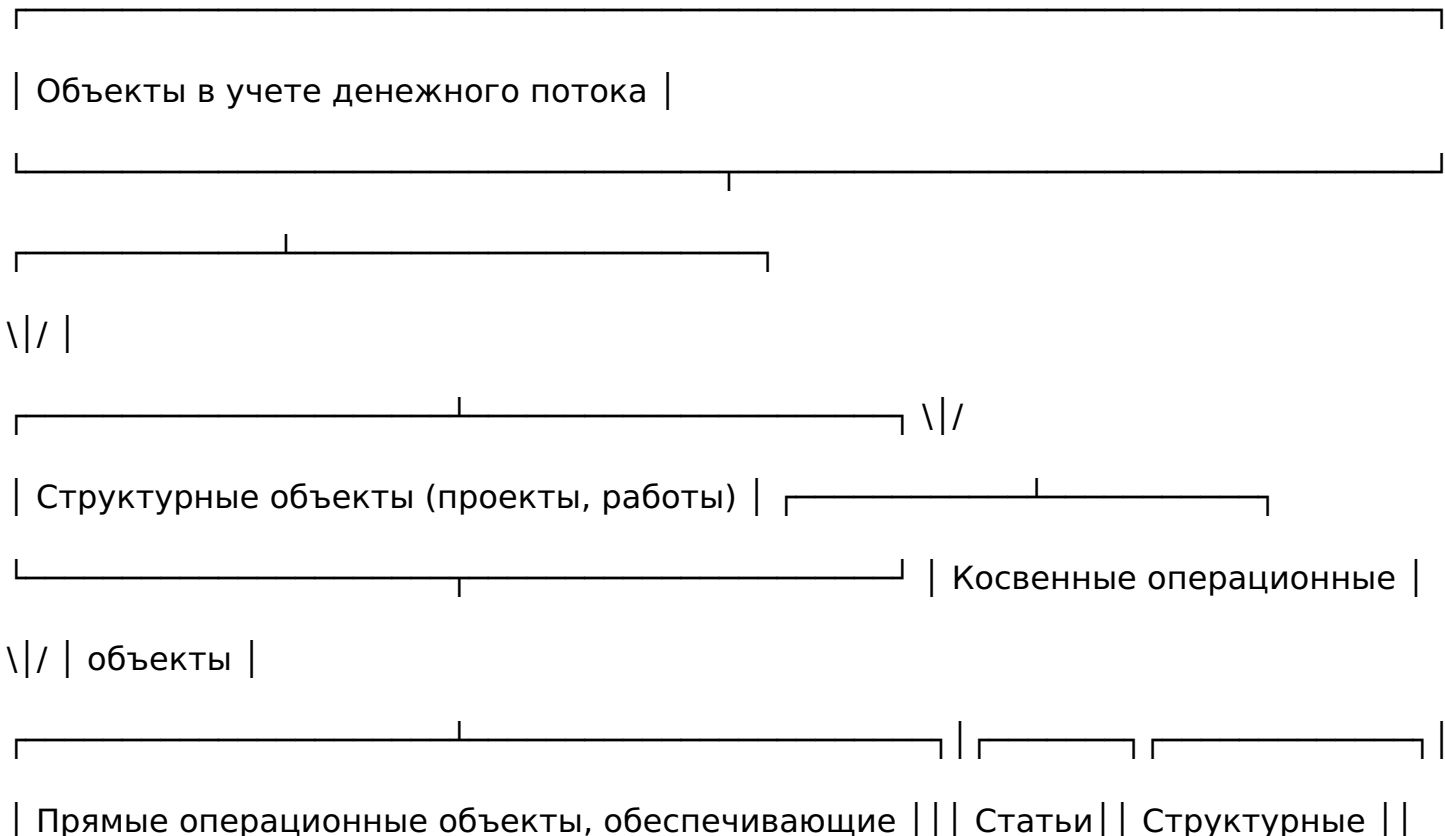 ┌──────────────────────────────────────────────────────────────────────────┐
│ Объекты в учете денежного потока │
└─────────────────────────────────────┬────────────────────────────────────┘
┌──────────────┴─────────────────────────┐
\│/ │
┌───────────────────────┴──────────────────────┐ \│/
│ Структурные объекты (проекты, работы) │ ┌─────────────┴────────────┐
└───────────────────────┬──────────────────────┘ │ Косвенные операционные │
\│/ │ объекты │
┌───────────────────────┴─────────────────────────┐│┌────────┐┌──────────────┐│
│ Прямые операционные объекты, обеспечивающие │││ Статьи││ Структурные ││